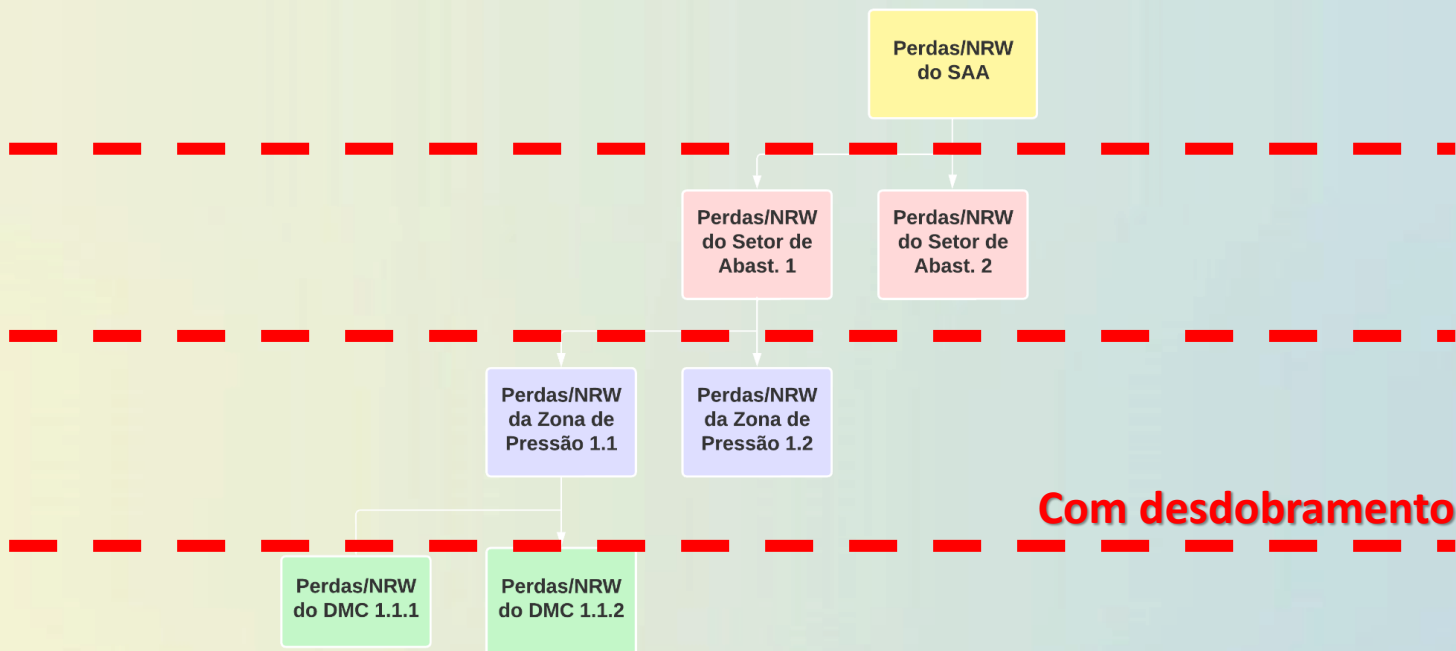 Perdas/NRW
do SAA
Perdas/NRW
do Setor de
Abast. 1
Perdas/NRW
do Setor de
Abast. 2
Perdas/NRW
da Zona de
Pressão 1.1
Perdas/NRW
da Zona de
Pressão 1.2
Com desdobramento
Perdas/NRW
do DMC 1.1.1
Perdas/NRW
do DMC 1.1.2